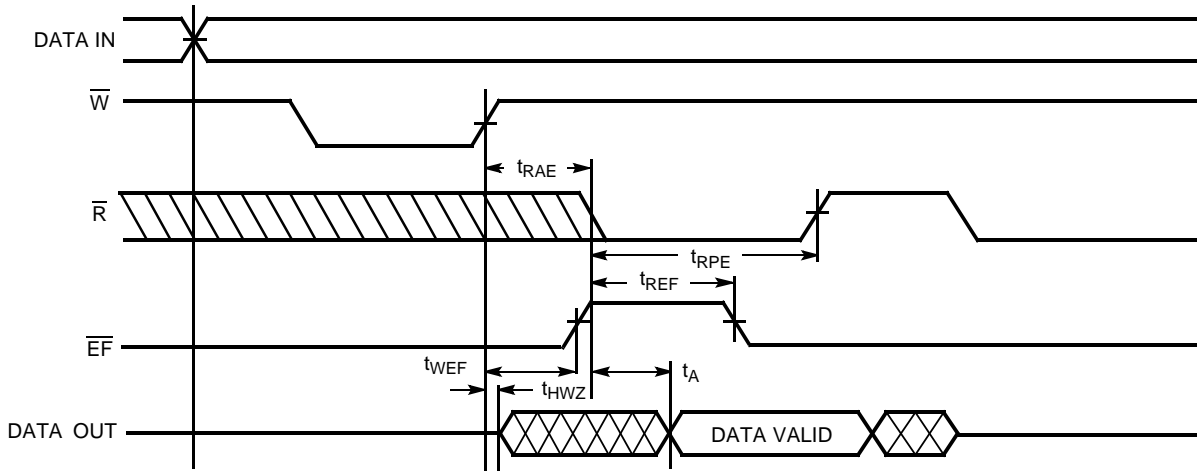 DATA IN
W
tRAE
R
tRPE
tREF
EF
tWEF
tA
tHWZ
DATA OUT
DATA VALID